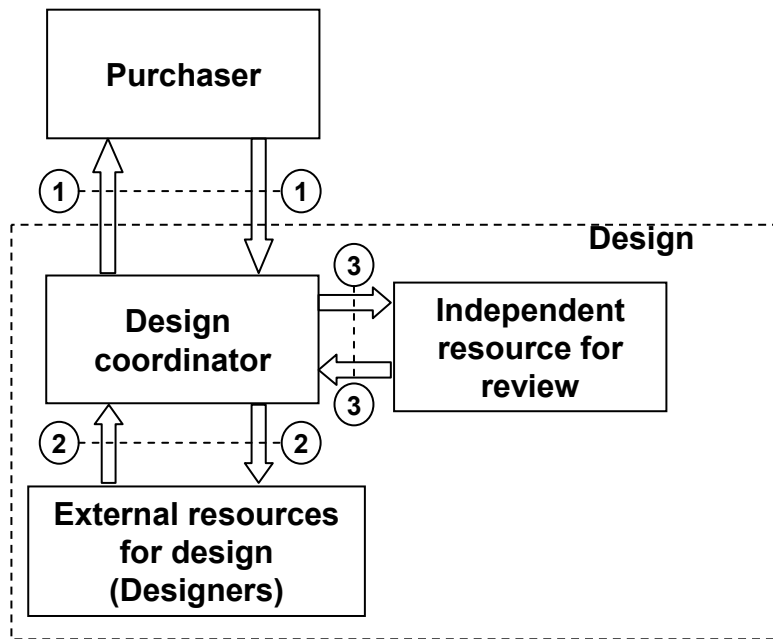 Purchaser
1
1
Design
3
Design
coordinator
Independent
resource for
review
3
2
2
External resources
for design
(Designers)